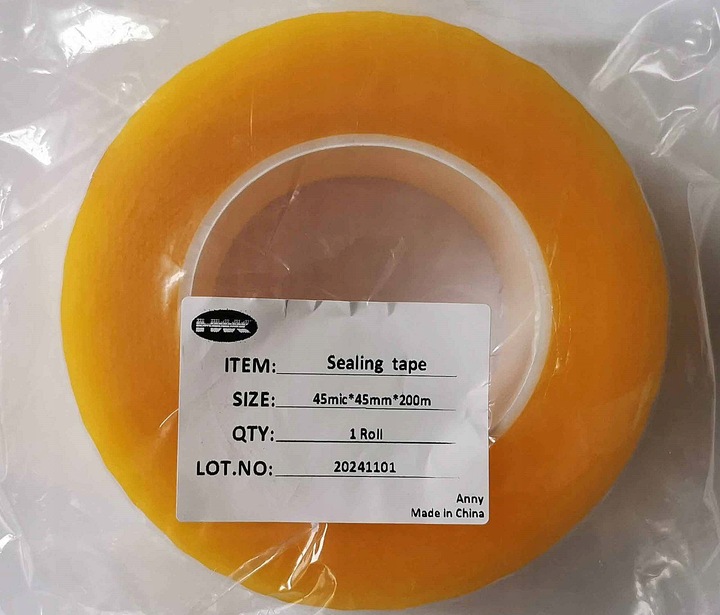 ITEM: Sealing tape
SIZE: 45mic*45mm*200m
QTY: 1 Roll
LOT.NO: 20241101
Anny
Made in China